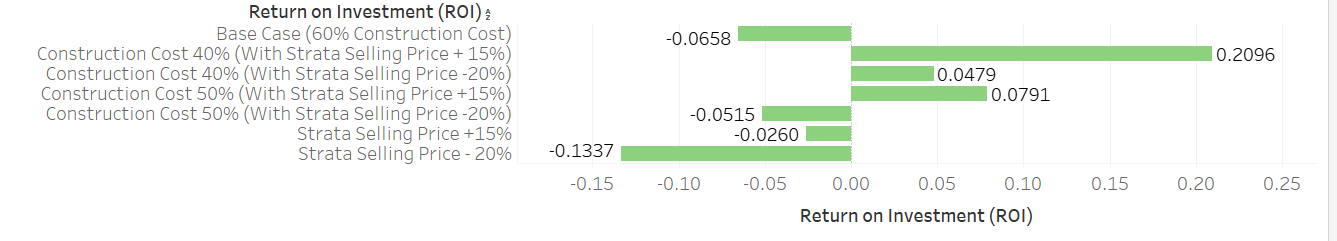 Return on Investment (ROI)
Base Case (60% Construction Cost) -0.0658
Construction Cost 40% (With Strata Selling Price + 15%) 0.2096
Construction Cost 40% (With Strata Selling Price -20%) 0.0479
Construction Cost 50% (With Strata Selling Price +15%) 0.0791
Construction Cost 50% (With Strata Selling Price -20%) -0.0515
Strata Selling Price +15% -0.0260
Strata Selling Price - 20% -0.1337
-0.15 -0.10 -0.05 0.00 0.05 0.10 0.15 0.20 0.25
Return on Investment (ROI)